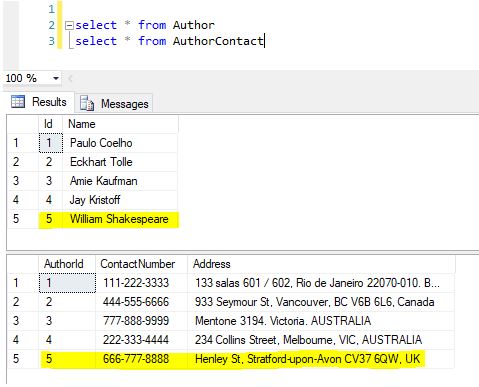 1
2 select * from Author
3 select * from AuthorContact
100 %
Results Messages
Id Name
1 1 Paulo Coelho
2 2 Eckhart Tolle
3 3 Amie Kaufman
4 4 Jay Kristoff
5 5 William Shakespeare
AuthorId ContactNumber Address
1 1 111-222-3333 133 salas 601 / 602, Rio de Janeiro 22070-010. B...
2 2 444-555-6666 933 Seymour St, Vancouver, BC V6B 6L6, Canada
3 3 777-888-9999 Mentone 3194. Victoria. AUSTRALIA
4 4 222-333-4444 234 Collins Street, Melbourne, VIC, AUSTRALIA
5 5 666-777-8888 Henley St, Stratford-upon-Avon CV37 6QW, UK